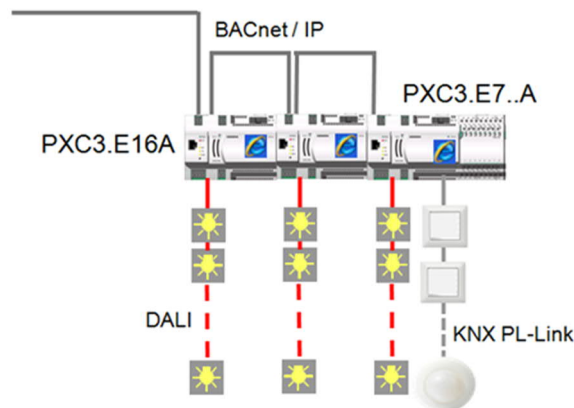 BACnet / IP
PXC3.E7..A
PXC3.E16A
DALI
KNX PL-Link